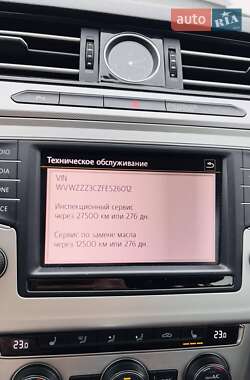 auto RIA
Техническое обслуживание
VIN
WVWZZZ3CZFE526012
Инспекционный сервис
через 27500 км или 276 дн.
Сервис по замене масла
через 12500 км или 276 дн.
23.0
23.0
AC